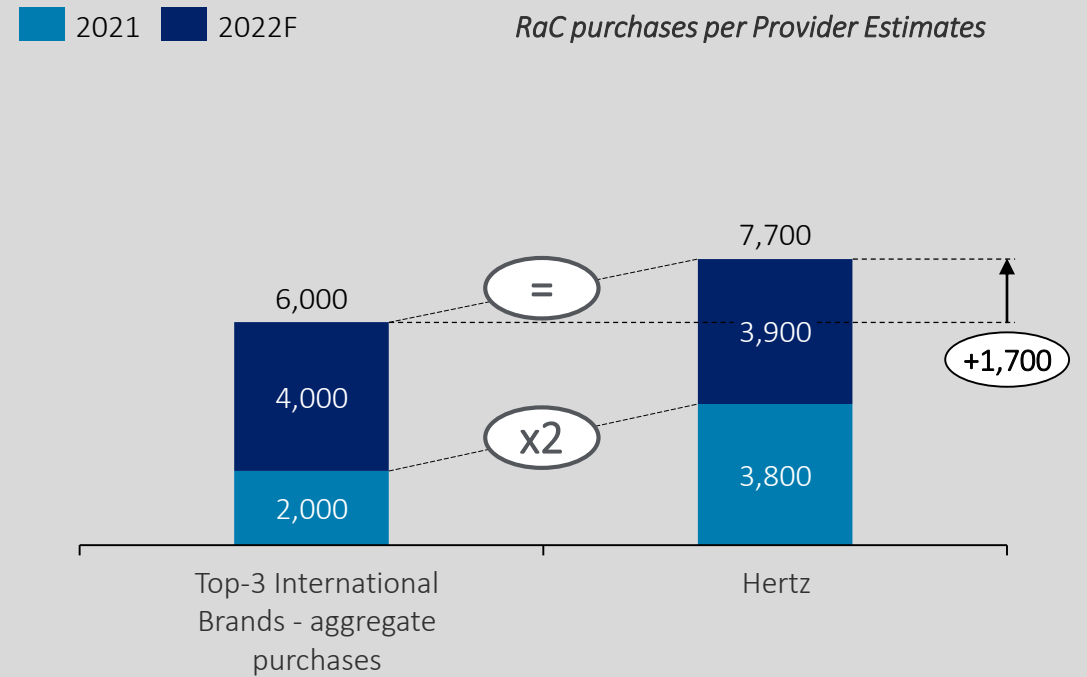 2021 2022F
RaC purchases per Provider Estimates
7,700
6,000
=
3,900
+1,700
4,000
x2
3,800
2,000
Top-3 International
Brands - aggregate
purchases
Hertz